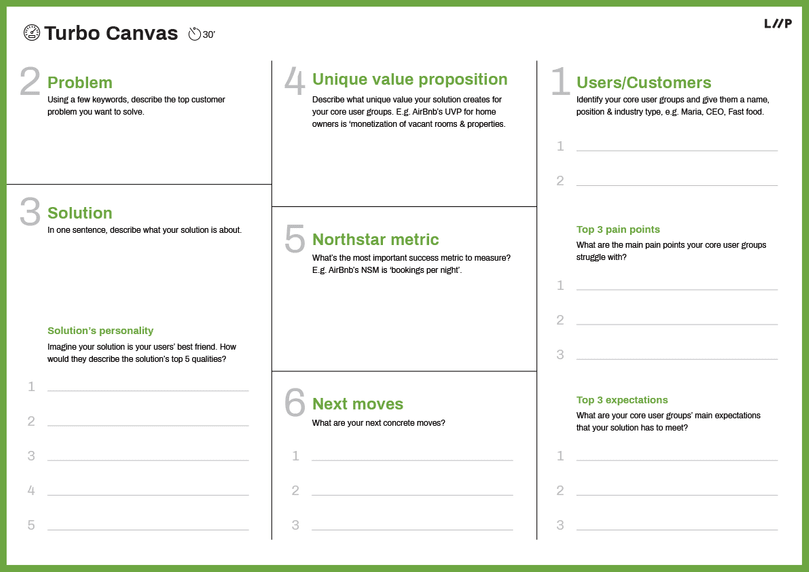 Turbo Canvas
30'
LIIP
2
Problem
Using a few keywords, describe the top customer
problem you want to solve.
3
Solution
In one sentence, describe what your solution is about.
Solution's personality
Imagine your solution is your users' best friend. How
would they describe the solution's top 5 qualities?
1
2
3
4
5
4
Unique value proposition
Describe what unique value your solution creates for
your core user groups. E.g. AirBnb's UVP for home
owners is 'monetization of vacant rooms & properties.
5
Northstar metric
What's the most important success metric to measure?
E.g. AirBnb's NSM is 'bookings per night'.
6
Next moves
What are your next concrete moves?
1
2
3
1
Users/Customers
Identify your core user groups and give them a name,
position & industry type, e.g. Maria, CEO, Fast food.
1
2
Top 3 pain points
What are the main pain points your core user groups
struggle with?
1
2
3
Top 3 expectations
What are your core user groups' main expectations
that your solution has to meet?
1
2
3